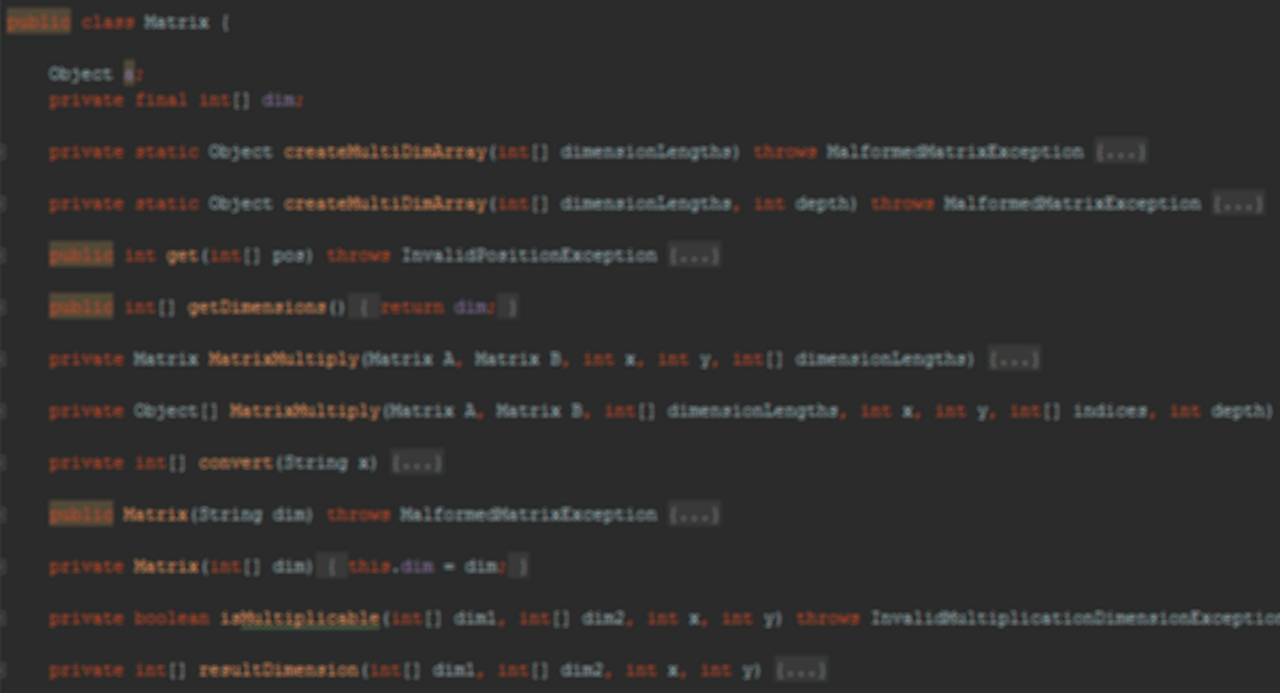 public class Matrix {
Object a;
private final int[] dim;
private static Object createMultiDimArray(int[] dimensionLengths) throws MalformedMatrixException {...}
private static Object createMultiDimArray(int[] dimensionLengths, int depth) throws MalformedMatrixException {...}
public int get(int[] pos) throws InvalidPositionException {...}
public int[] getDimensions() { return dim; }
private Matrix MatrixMultiply(Matrix A, Matrix B, int x, int y, int[] dimensionLengths) {...}
private Object[] MatrixMultiply(Matrix A, Matrix B, int[] dimensionLengths, int x, int y, int[] indices, int depth)
private int[] convert(String x) {...}
public Matrix(String dim) throws MalformedMatrixException {...}
private Matrix(int[] dim) { this.dim = dim; }
private boolean isMultiplicable(int[] dim1, int[] dim2, int x, int y) throws InvalidMultiplicationDimensionException
private int[] resultDimension(int[] dim1, int[] dim2, int x, int y) {...}